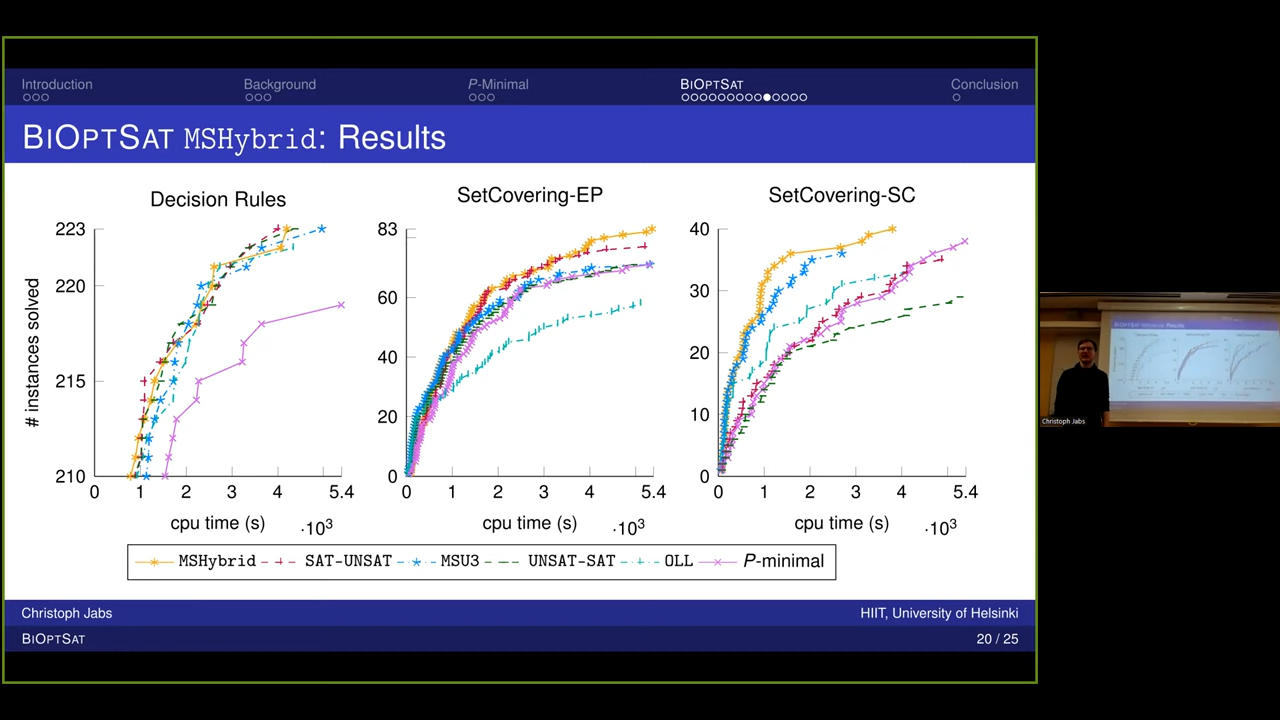 Introduction Background P-Minimal BIOPTSAT Conclusion
BIOPTSAT MSHybrid: Results
Decision Rules
# instances solved
223
220
215
210
0 1 2 3 4 5.4
cpu time (s) ·10³
SetCovering-EP
83
60
40
20
0
0 1 2 3 4 5.4
cpu time (s) ·10³
SetCovering-SC
40
30
20
10
0
0 1 2 3 4 5.4
cpu time (s) ·10³
MSHybrid SAT-UNSAT MSU3 UNSAT-SAT OLL P-minimal
Christoph Jabs HIIT, University of Helsinki
BIOPTSAT 20 / 25
Christoph Jabs